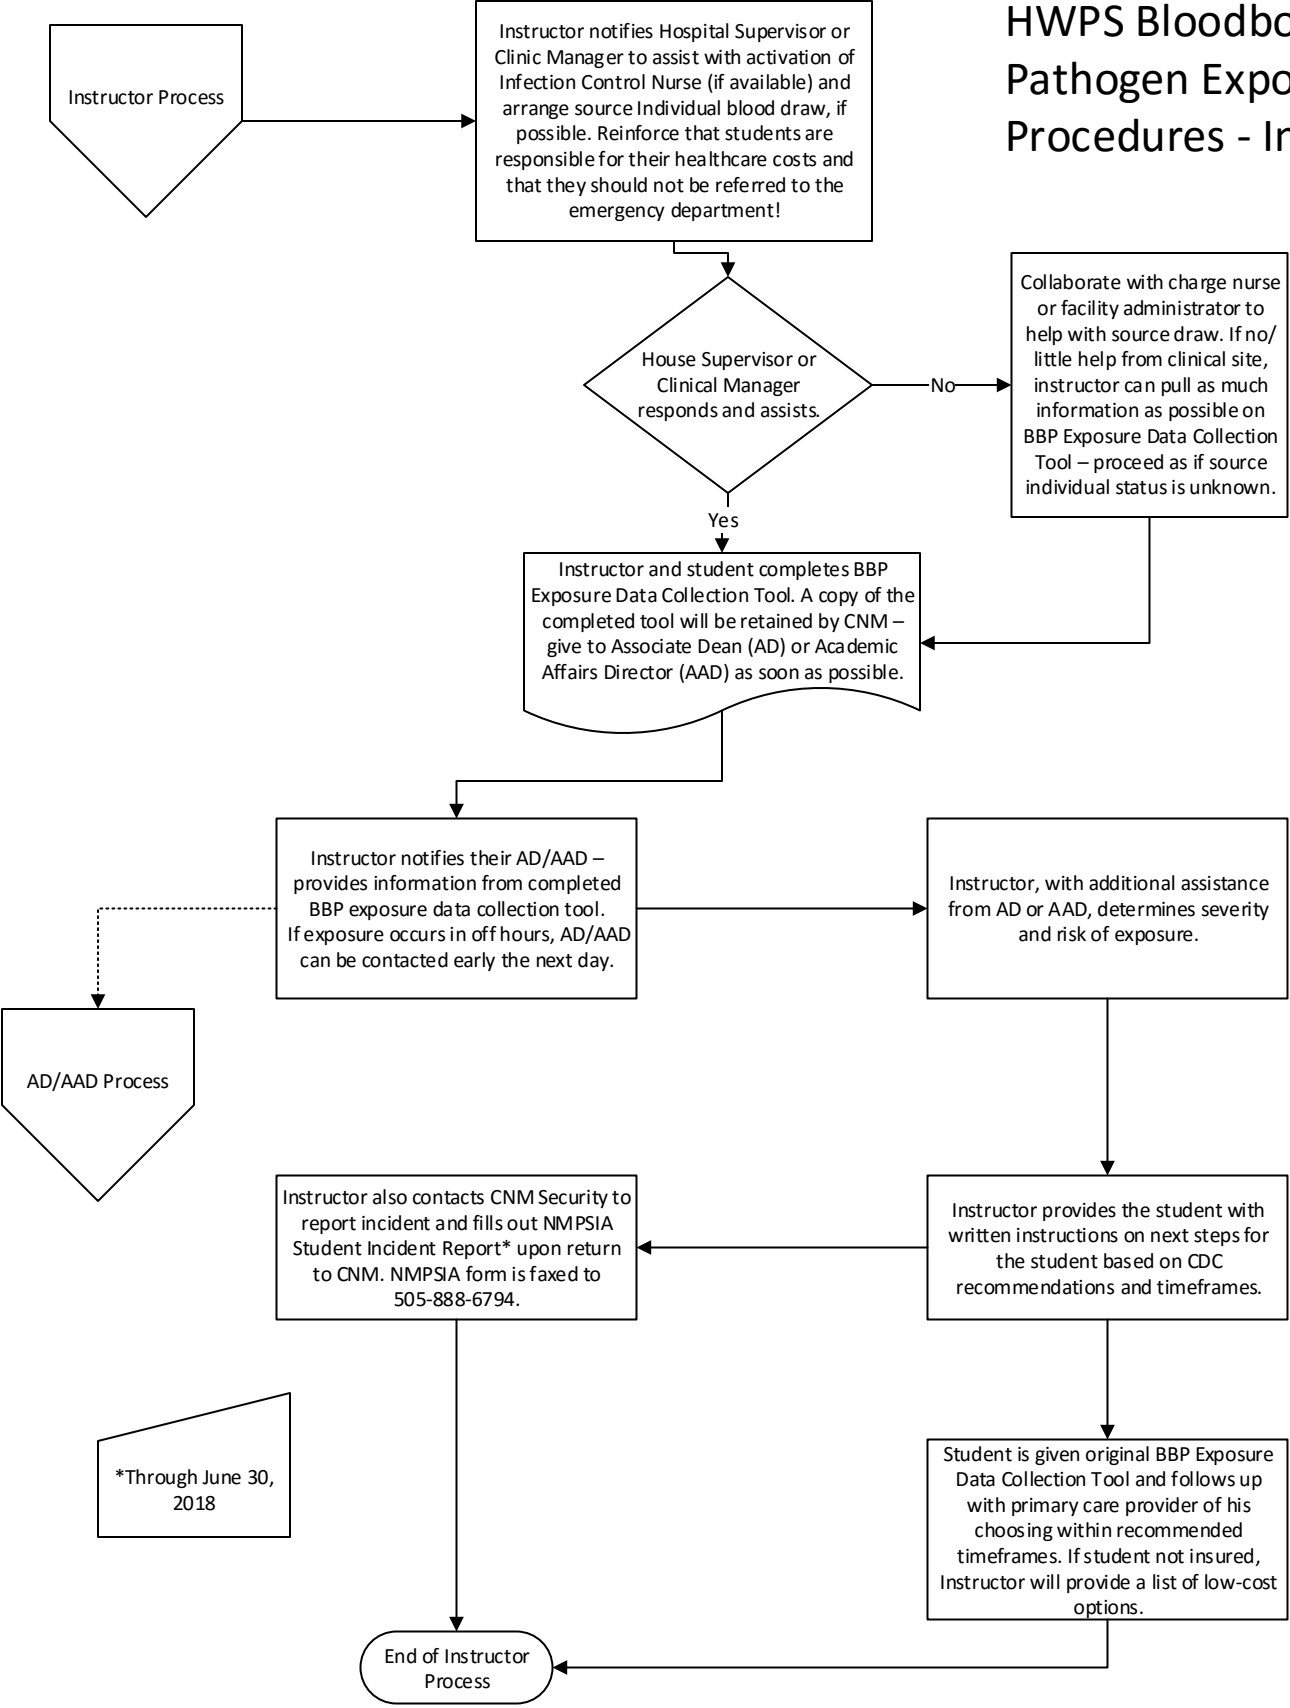 HWPS Bloodbo
Pathogen Expo
Procedures - In
Instructor Process
Instructor notifies Hospital Supervisor or
Clinic Manager to assist with activation of
Infection Control Nurse (if available) and
arrange source Individual blood draw, if
possible. Reinforce that students are
responsible for their healthcare costs and
that they should not be referred to the
emergency department!
House Supervisor or
Clinical Manager
responds and assists.
No
Collaborate with charge nurse
or facility administrator to
help with source draw. If no/
little help from clinical site,
instructor can pull as much
information as possible on
BBP Exposure Data Collection
Tool – proceed as if source
individual status is unknown.
Yes
Instructor and student completes BBP
Exposure Data Collection Tool. A copy of the
completed tool will be retained by CNM –
give to Associate Dean (AD) or Academic
Affairs Director (AAD) as soon as possible.
Instructor notifies their AD/AAD –
provides information from completed
BBP exposure data collection tool.
If exposure occurs in off hours, AD/AAD
can be contacted early the next day.
Instructor, with additional assistance
from AD or AAD, determines severity
and risk of exposure.
AD/AAD Process
Instructor also contacts CNM Security to
report incident and fills out NMPSIA
Student Incident Report* upon return
to CNM. NMPSIA form is faxed to
505-888-6794.
Instructor provides the student with
written instructions on next steps for
the student based on CDC
recommendations and timeframes.
*Through June 30,
2018
Student is given original BBP Exposure
Data Collection Tool and follows up
with primary care provider of his
choosing within recommended
timeframes. If student not insured,
Instructor will provide a list of low-cost
options.
End of Instructor
Process